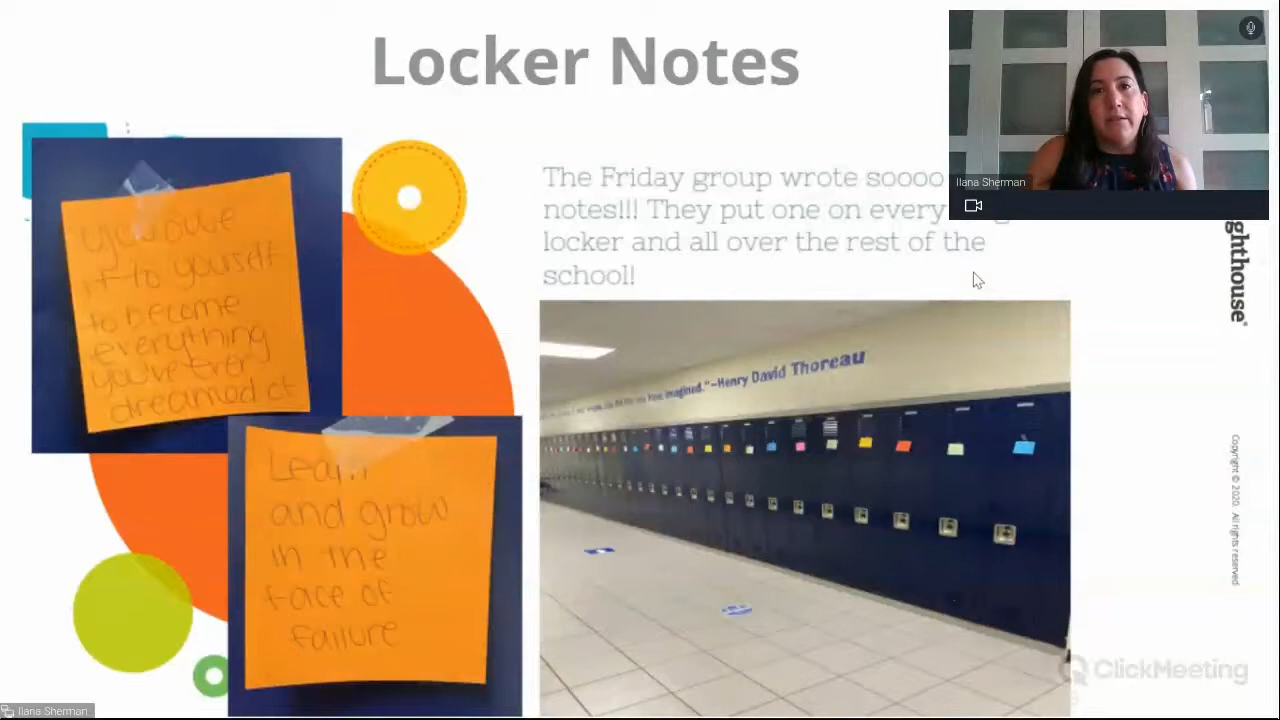 Locker Notes
Ilana Sherman
The Friday group wrote soooo
notes!!! They put one on every
locker and all over the rest of the
school!
you owe
it to yourself
to become
everything
you've ever
dreamed of
Learn
and grow
in the
face of
failure
imagined."-Henry David Thoreau
ghthouse
Copyright © 2020. All rights reserved
ClickMeeting
Ilana Sherman